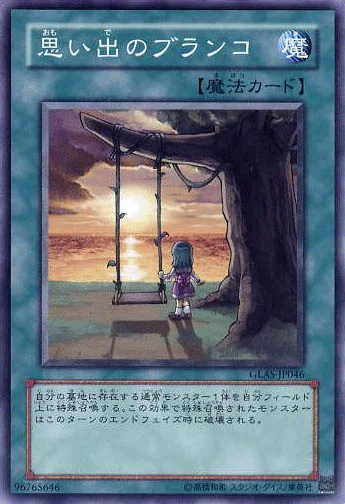 思い出のブランコ
魔
【魔法カード】
GLAS-JP046
自分の墓地に存在する通常モンスター1体を自分フィールド
上に特殊召喚する。この効果で特殊召喚されたモンスター
はこのターンのエンドフェイズ時に破壊される。
96765646
©高橋和希 スタジオ・ダイス/集英社